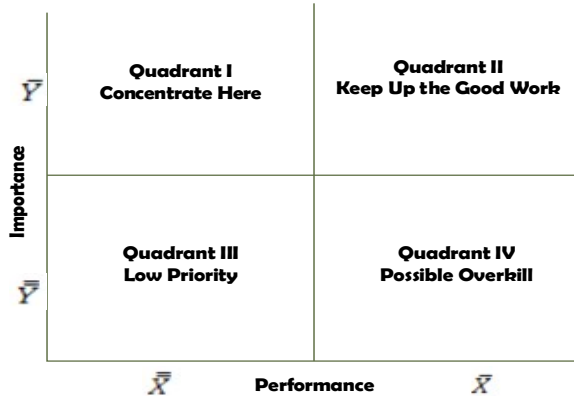 Quadrant I
Concentrate Here
Quadrant II
Keep Up the Good Work
Y̅
Importance
Quadrant III
Low Priority
Quadrant IV
Possible Overkill
Y̿
X̿
Performance
X̅